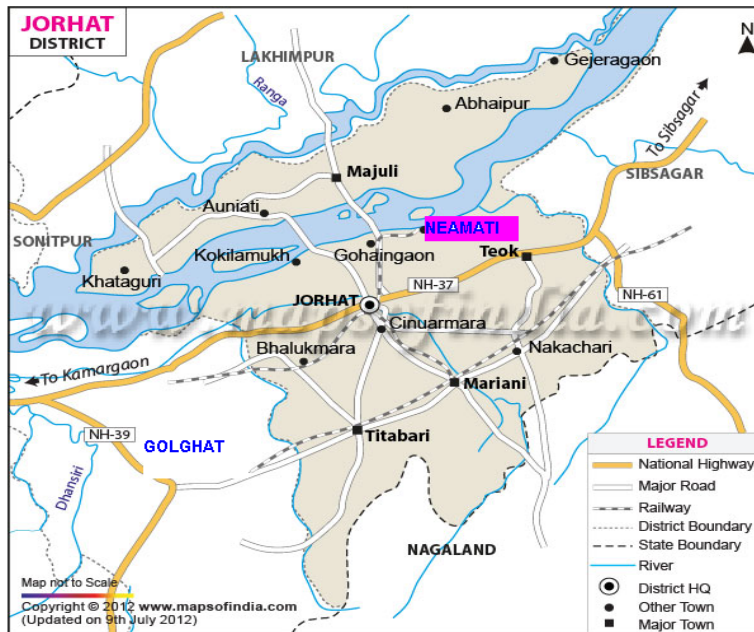 JORHAT
DISTRICT
N
LAKHIMPUR
Gejeragaon
Ranga
Abhaipur
To Sibsagar
SIBSAGAR
Majuli
Auniati
NEAMATI
SONITPUR
Kokilamukh
Gohaingaon
Teok
Khataguri
NH-37
NH-61
JORHAT
www.mapsofindia.com
Cinuarmara
Bhalukmara
Nakachari
To Kamargaon
Mariani
NH-39
GOLGHAT
Titabari
Dhansiri
NAGALAND
LEGEND
National Highway
Major Road
Railway
District Boundary
State Boundary
River
District HQ
Other Town
Major Town
Map not to Scale
Copyright © 2012 www.mapsofindia.com
(Updated on 9th July 2012)